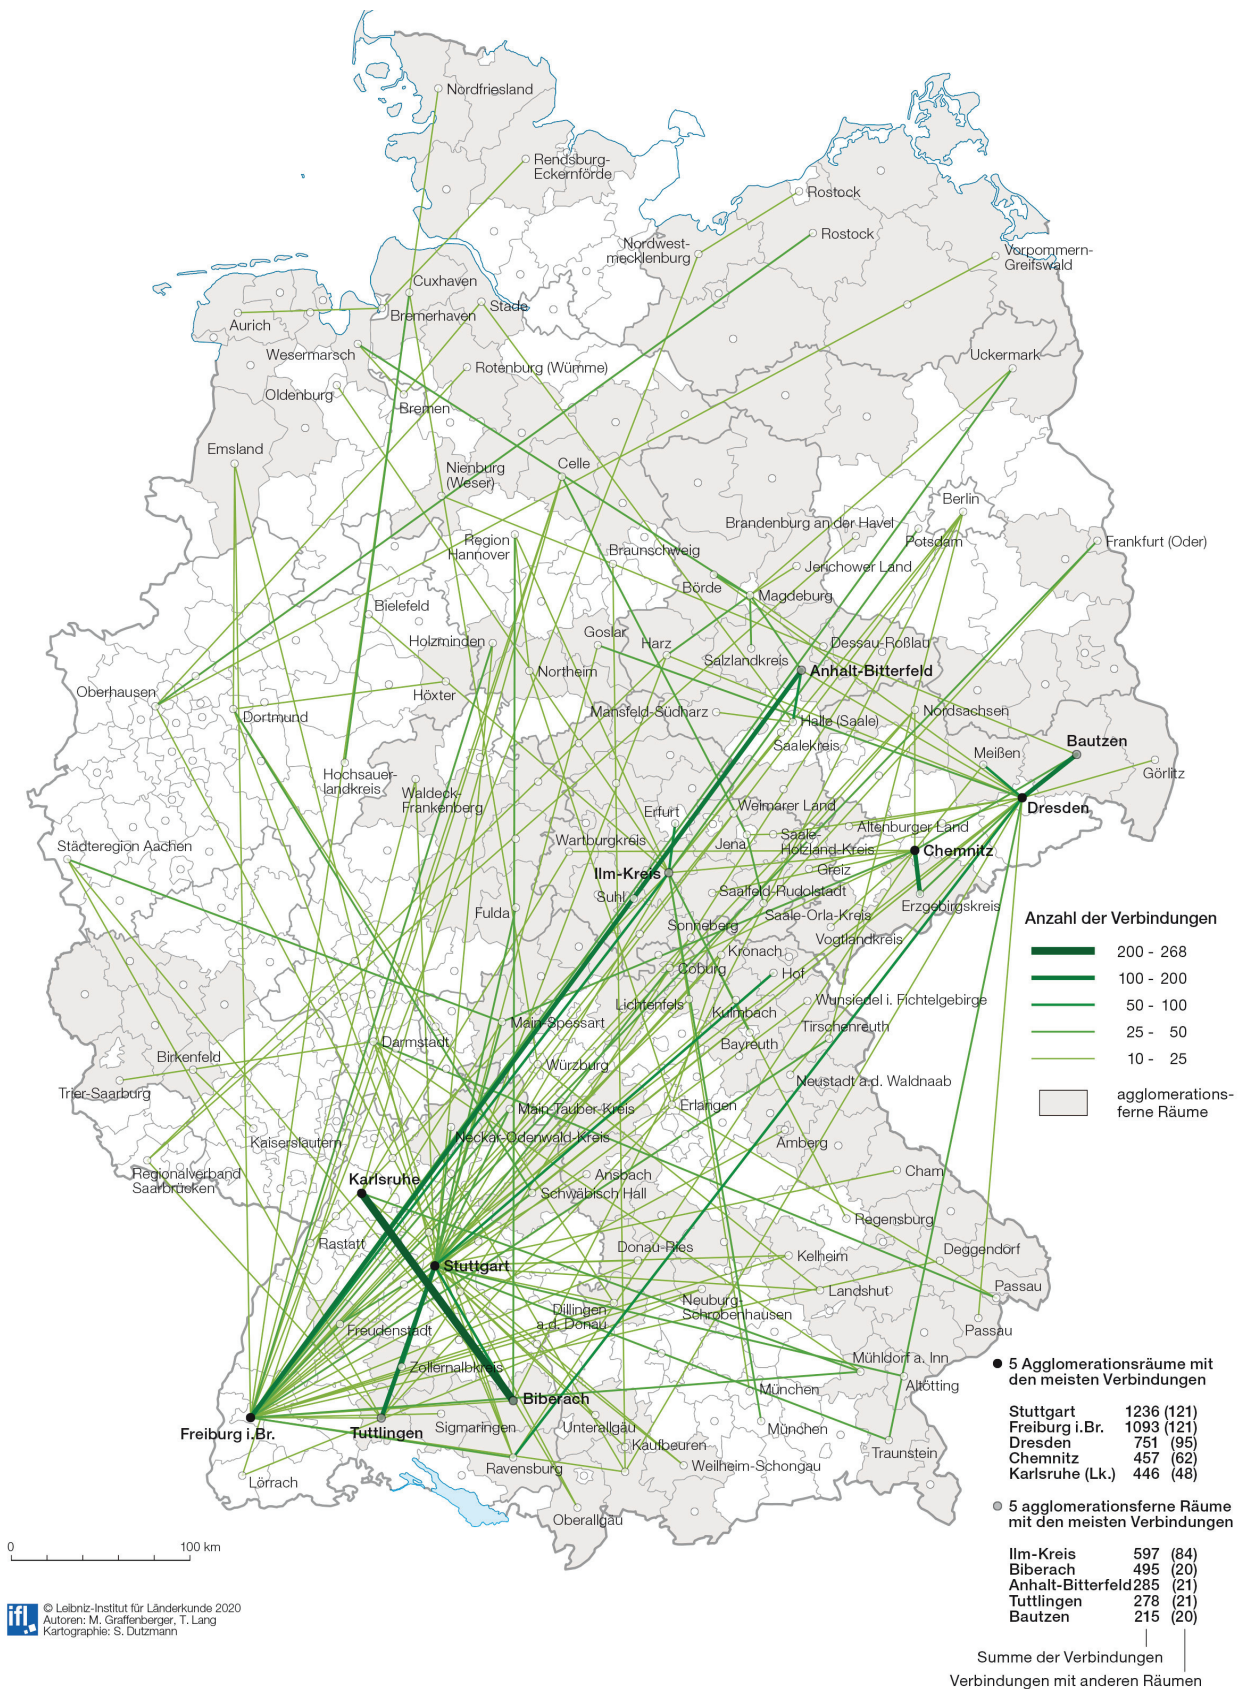 Nordfriesland
Rendsburg-
Eckernförde
Rostock
Rostock
Nordwest-
mecklenburg
Vorpommern-
Greifswald
Cuxhaven
Stade
Bremerhaven
Aurich
Wesermarsch
Uckermark
Rotenburg (Wümme)
Oldenburg
Bremen
Emsland
Nienburg
(Weser)
Celle
Berlin
Brandenburg an der Havel
Potsdam
Frankfurt (Oder)
Region
Hannover
Braunschweig
Jerichower Land
Börde
Magdeburg
Bielefeld
Holzminden
Goslar
Harz
Dessau-Roßlau
Salzlandkreis
Anhalt-Bitterfeld
Northeim
Oberhausen
Höxter
Dortmund
Mansfeld-Südharz
Halle (Saale)
Nordsachsen
Saalekreis
Bautzen
Meißen
Görlitz
Hochsauer-
landkreis
Waldeck-
Frankenberg
Dresden
Erfurt
Weimarer Land
Altenburger Land
Städteregion Aachen
Wartburgkreis
Jena
Saale-
Holzland-Kreis
Chemnitz
Ilm-Kreis
Greiz
Suhl
Saalfeld-Rudolstadt
Erzgebirgskreis
Fulda
Saale-Orla-Kreis
Sonneberg
Vogtlandkreis
Kronach
Coburg
Hof
Lichtenfels
Kulmbach
Wunsiedel i. Fichtelgebirge
Main-Spessart
Tirschenreuth
Darmstadt
Bayreuth
Birkenfeld
Würzburg
Trier-Saarburg
Neustadt a.d. Waldnaab
Main-Tauber-Kreis
Erlangen
Kaiserslautern
Neckar-Odenwald-Kreis
Amberg
Regionalverband
Saarbrücken
Karlsruhe
Ansbach
Cham
Schwäbisch Hall
Regensburg
Rastatt
Donau-Ries
Deggendorf
Stuttgart
Kelheim
Passau
Landshut
Neuburg-
Schrobenhausen
Dillingen
a.d. Donau
Freudenstadt
Passau
Zollernalbkreis
Mühldorf a. Inn
Altötting
Biberach
München
Freiburg i.Br.
Tuttlingen
Sigmaringen
Unterallgäu
München
Kaufbeuren
Traunstein
Ravensburg
Weilheim-Schongau
Lörrach
Oberallgäu
Anzahl der Verbindungen
200 - 268
100 - 200
50 - 100
25 - 50
10 - 25
agglomerations-
ferne Räume
5 Agglomerationsräume mit
den meisten Verbindungen
Stuttgart 1236 (121)
Freiburg i.Br. 1093 (121)
Dresden 751 (95)
Chemnitz 457 (62)
Karlsruhe (Lk.) 446 (48)
5 agglomerationsferne Räume
mit den meisten Verbindungen
Ilm-Kreis 597 (84)
Biberach 495 (20)
Anhalt-Bitterfeld 285 (21)
Tuttlingen 278 (21)
Bautzen 215 (20)
Summe der Verbindungen
Verbindungen mit anderen Räumen
0 100 km
ifl
© Leibniz-Institut für Länderkunde 2020
Autoren: M. Graffenberger, T. Lang
Kartographie: S. Dutzmann